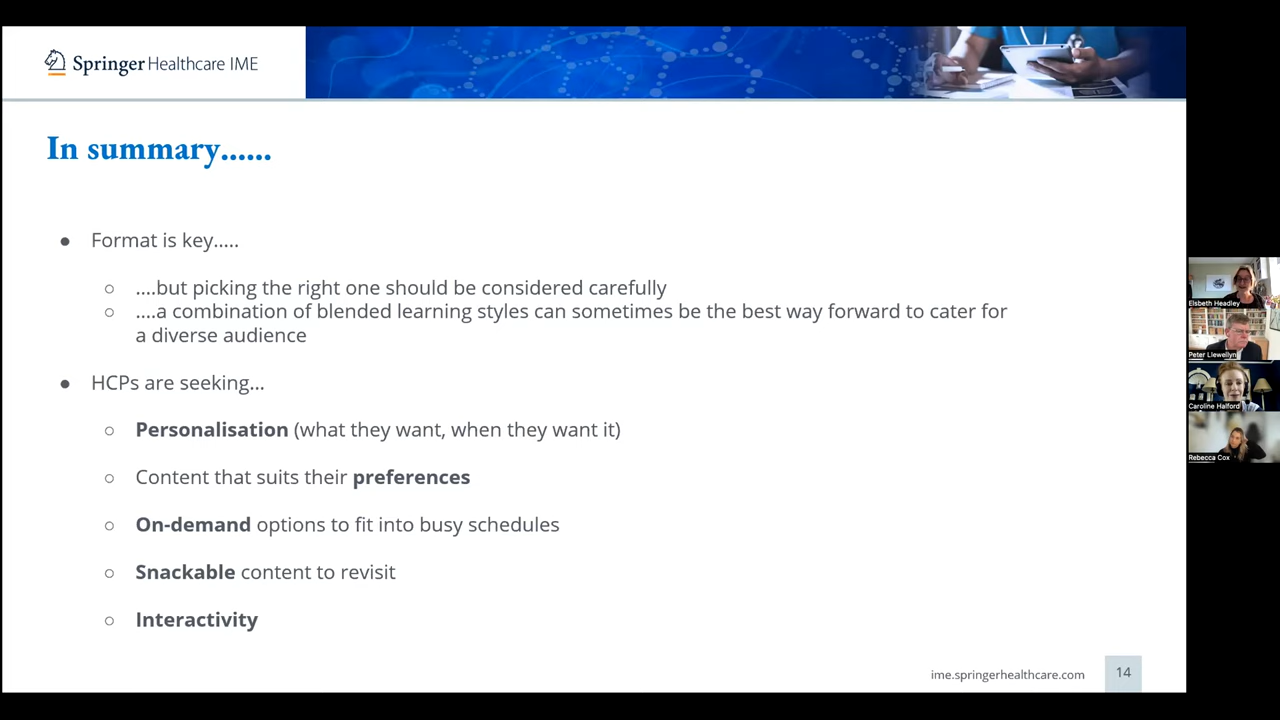 Springer Healthcare IME
In summary......
● Format is key.....
○ ....but picking the right one should be considered carefully
○ ....a combination of blended learning styles can sometimes be the best way forward to cater for
a diverse audience
● HCPs are seeking...
○ Personalisation (what they want, when they want it)
○ Content that suits their preferences
○ On-demand options to fit into busy schedules
○ Snackable content to revisit
○ Interactivity
ime.springerhealthcare.com
14
Elsbeth Headley
Peter Llewellyn
Caroline Halford
Rebecca Cox